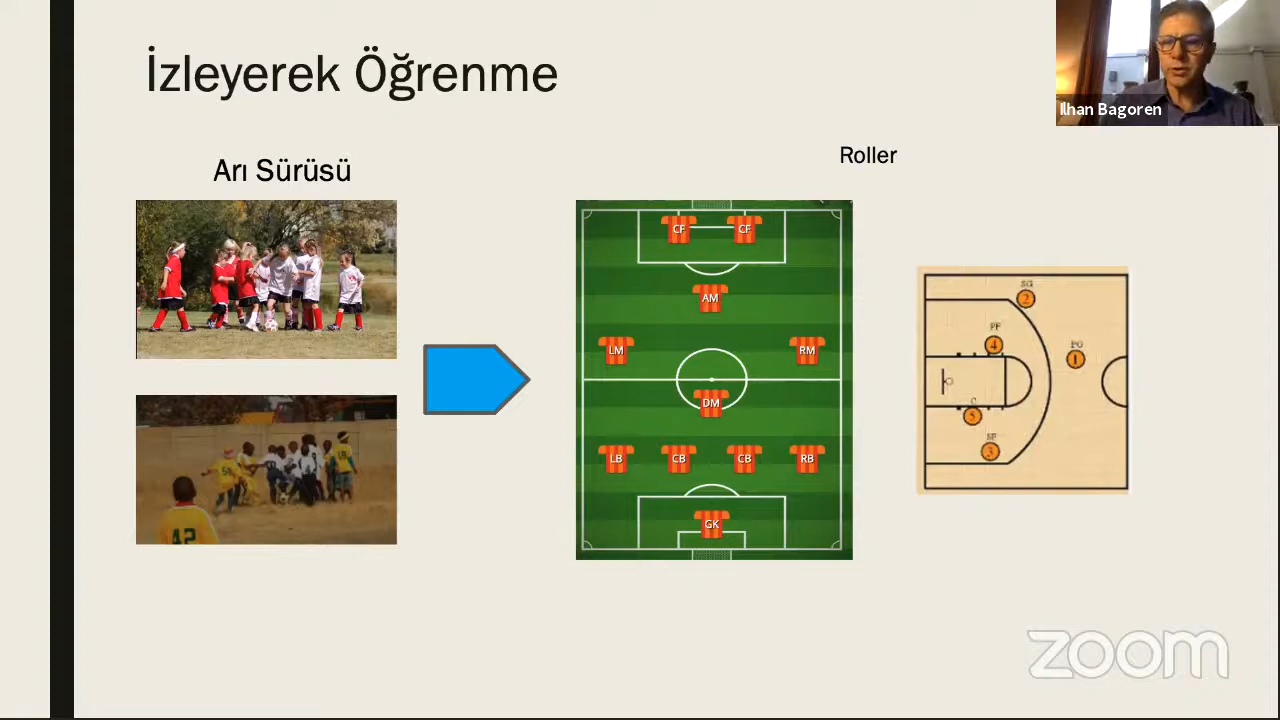 İzleyerek Öğrenme
Ilhan Bagoren
Arı Sürüsü
Roller
CF CF
AM
LM RM
DM
LB CB CB RB
GK
SG
2
PF
4
PG
1
C
5
SF
3
42
zoom